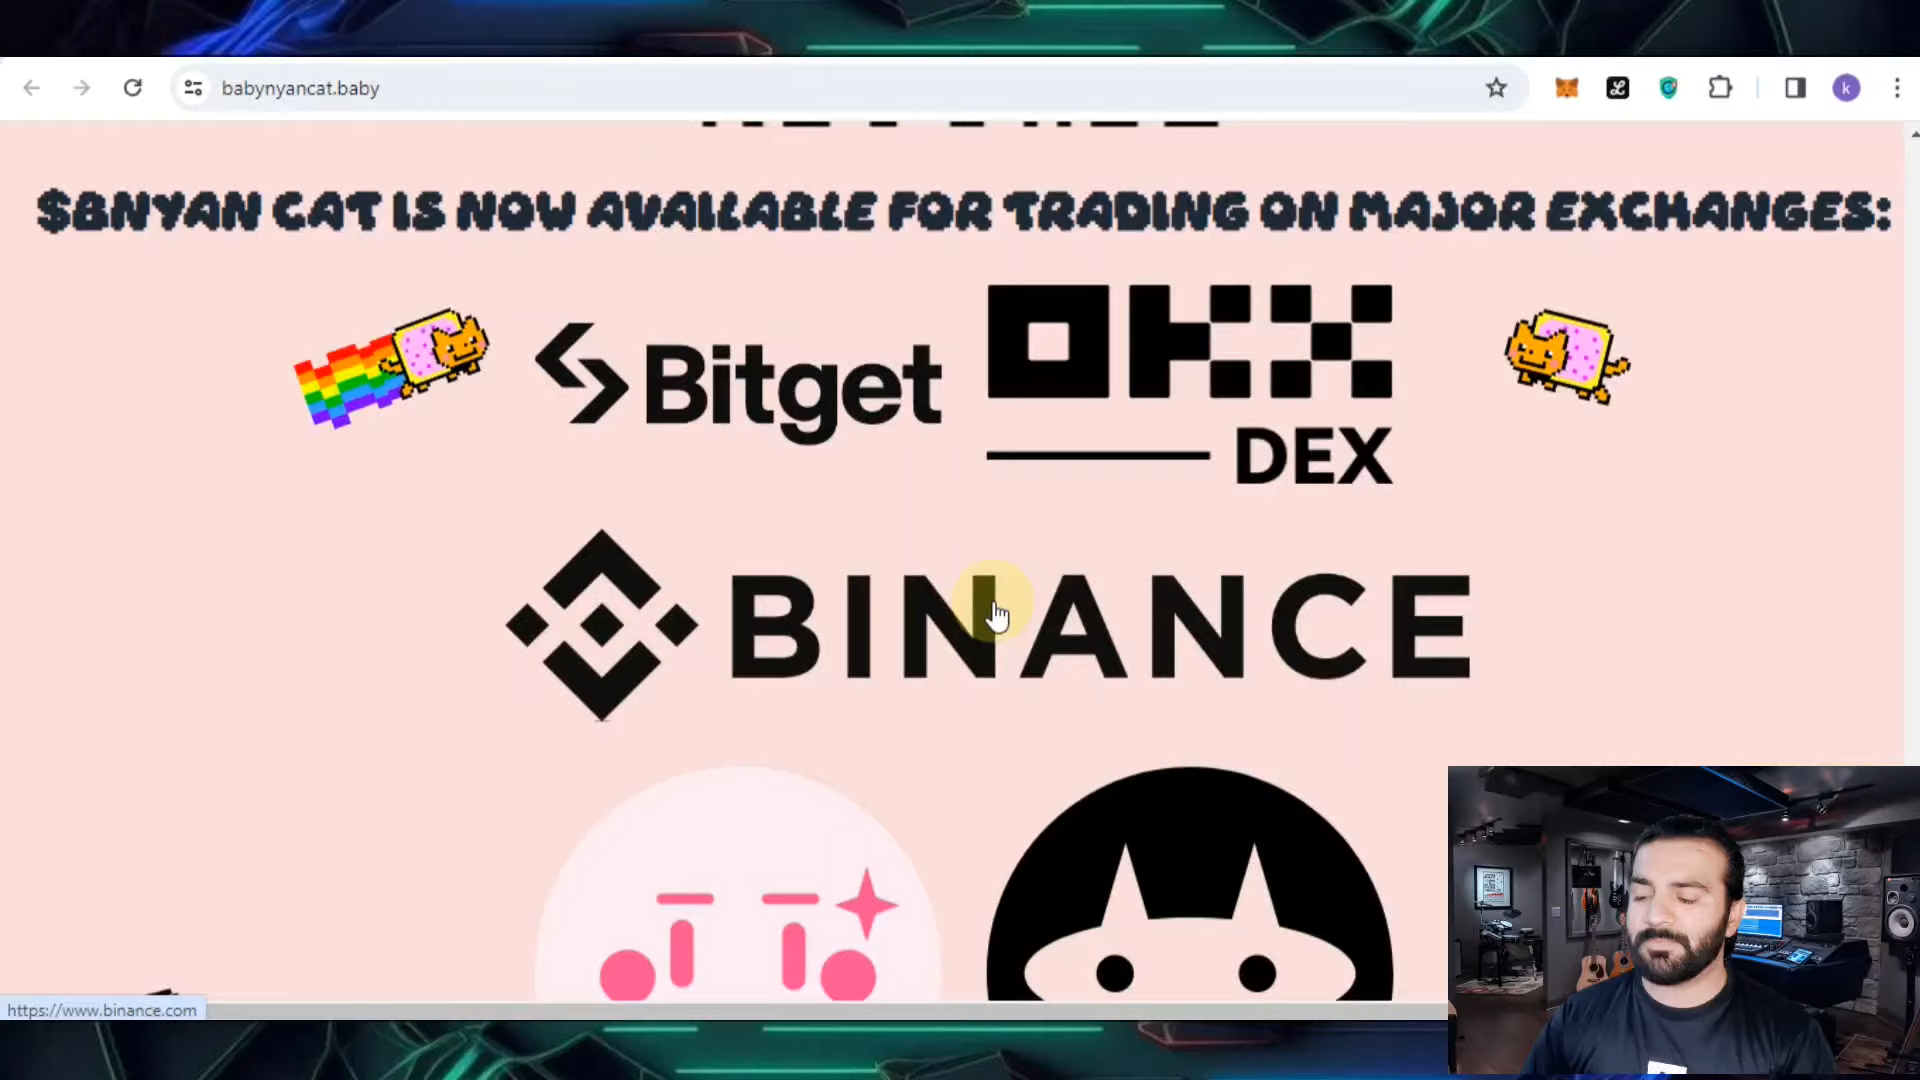 babynyancat.baby
k
$BNYAN CAT IS NOW AVAILABLE FOR TRADING ON MAJOR EXCHANGES:
Bitget
OKX
DEX
BINANCE
https://www.binance.com